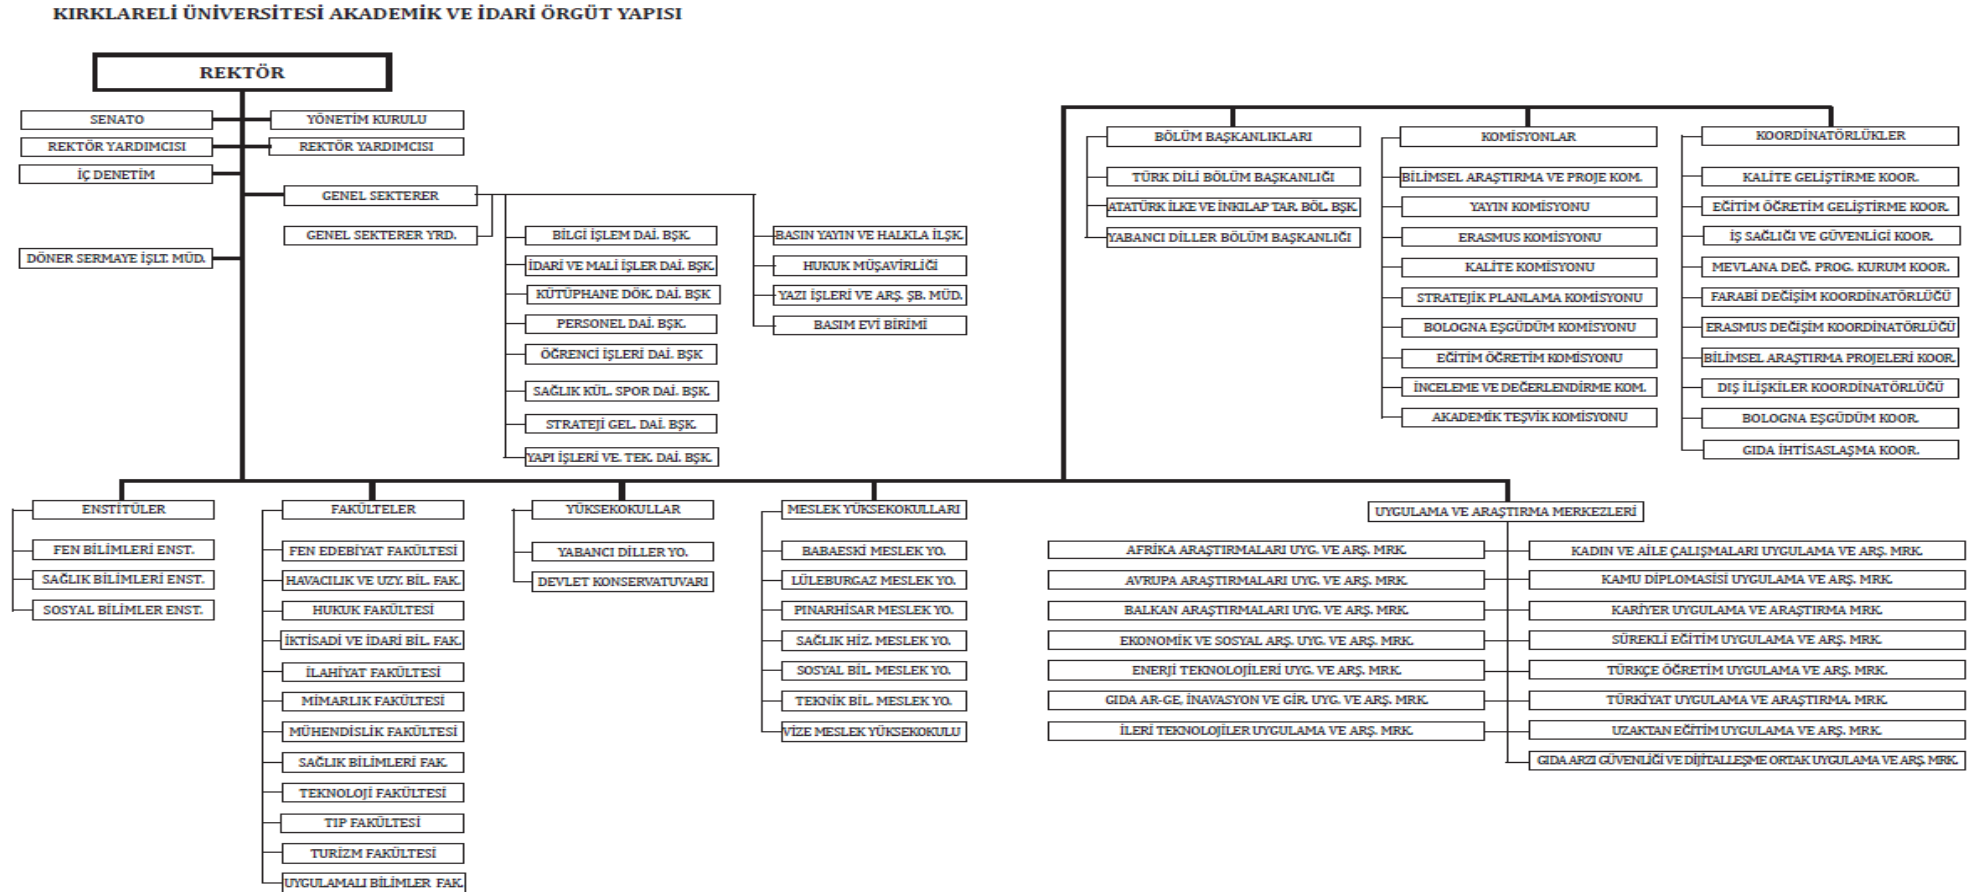 KIRKLARELİ ÜNİVERSİTESİ AKADEMİK VE İDARİ ÖRGÜT YAPISI
REKTÖR
SENATO
YÖNETİM KURULU
REKTÖR YARDIMCISI
REKTÖR YARDIMCISI
İÇ DENETİM
GENEL SEKTERER
GENEL SEKTERER YRD.
DÖNER SERMAYE İŞLT. MÜD.
BİLGİ İŞLEM DAİ. BŞK.
İDARİ VE MALİ İŞLER DAİ. BŞK.
KÜTÜPHANE DÖK. DAİ. BŞK
PERSONEL DAİ. BŞK.
ÖĞRENCİ İŞLERİ DAİ. BŞK
SAĞLIK KÜL. SPOR DAİ. BŞK.
STRATEJİ GEL. DAİ. BŞK.
YAPI İŞLERİ VE. TEK. DAİ. BŞK.
BASIN YAYIN VE HALKLA İLŞK.
HUKUK MÜŞAVİRLİĞİ
YAZI İŞLERİ VE ARŞ. ŞB. MÜD.
BASIM EVİ BİRİMİ
BÖLÜM BAŞKANLIKLARI
TÜRK DİLİ BÖLÜM BAŞKANLIĞI
ATATÜRK İLKE VE İNKILAP TAR. BÖL. BŞK.
YABANCI DİLLER BÖLÜM BAŞKANLIĞI
KOMİSYONLAR
BİLİMSEL ARAŞTIRMA VE PROJE KOM.
YAYIN KOMİSYONU
ERASMUS KOMİSYONU
KALİTE KOMİSYONU
STRATEJİK PLANLAMA KOMİSYONU
BOLOGNA EŞGÜDÜM KOMİSYONU
EĞİTİM ÖĞRETİM KOMİSYONU
İNCELEME VE DEĞERLENDİRME KOM.
AKADEMİK TEŞVİK KOMİSYONU
KOORDİNATÖRLÜKLER
KALİTE GELİŞTİRME KOOR.
EĞİTİM ÖĞRETİM GELİŞTİRME KOOR.
İŞ SAĞLIĞI VE GÜVENLİGİ KOOR.
MEVLANA DEĞ. PROG. KURUM KOOR.
FARABİ DEĞİŞİM KOORDİNATÖRLÜĞÜ
ERASMUS DEĞİŞİM KOORDİNATÖRLÜĞÜ
BİLİMSEL ARAŞTIRMA PROJELERİ KOOR.
DIŞ İLİŞKİLER KOORDİNATÖRLÜĞÜ
BOLOGNA EŞGÜDÜM KOOR.
GIDA İHTİSASLAŞMA KOOR.
ENSTİTÜLER
FEN BİLİMLERİ ENST.
SAĞLIK BİLİMLERİ ENST.
SOSYAL BİLİMLER ENST.
FAKÜLTELER
FEN EDEBİYAT FAKÜLTESİ
HAVACILIK VE UZY. BİL. FAK.
HUKUK FAKÜLTESİ
İKTİSADİ VE İDARİ BİL. FAK.
İLAHİYAT FAKÜLTESİ
MİMARLIK FAKÜLTESİ
MÜHENDİSLİK FAKÜLTESİ
SAĞLIK BİLİMLERİ FAK.
TEKNOLOJİ FAKÜLTESİ
TIP FAKÜLTESİ
TURİZM FAKÜLTESİ
UYGULAMALI BİLİMLER FAK.
YÜKSEKOKULLAR
YABANCI DİLLER YO.
DEVLET KONSERVATUVARI
MESLEK YÜKSEKOKULLARI
BABAESKİ MESLEK YO.
LÜLEBURGAZ MESLEK YO.
PINARHİSAR MESLEK YO.
SAĞLIK HİZ. MESLEK YO.
SOSYAL BİL. MESLEK YO.
TEKNİK BİL. MESLEK YO.
VİZE MESLEK YÜKSEKOKULU
UYGULAMA VE ARAŞTIRMA MERKEZLERİ
AFRİKA ARAŞTIRMALARI UYG. VE ARŞ. MRK.
AVRUPA ARAŞTIRMALARI UYG. VE ARŞ. MRK.
BALKAN ARAŞTIRMALARI UYG. VE ARŞ. MRK.
EKONOMİK VE SOSYAL ARŞ. UYG. VE ARŞ. MRK.
ENERJİ TEKNOLOJİLERİ UYG. VE ARŞ. MRK.
GIDA AR-GE, İNAVASYON VE GİR. UYG. VE ARŞ. MRK.
İLERİ TEKNOLOJİLER UYGULAMA VE ARŞ. MRK.
KADIN VE AİLE ÇALIŞMALARI UYGULAMA VE ARŞ. MRK.
KAMU DİPLOMASİSİ UYGULAMA VE ARŞ. MRK.
KARİYER UYGULAMA VE ARAŞTIRMA MRK.
SÜREKLİ EĞİTİM UYGULAMA VE ARŞ. MRK.
TÜRKÇE ÖĞRETİM UYGULAMA VE ARŞ. MRK.
TÜRKİYAT UYGULAMA VE ARAŞTIRMA. MRK.
UZAKTAN EĞİTİM UYGULAMA VE ARŞ. MRK.
GIDA ARZI GÜVENLİĞİ VE DİJİTALLEŞME ORTAK UYGULAMA VE ARŞ. MRK.